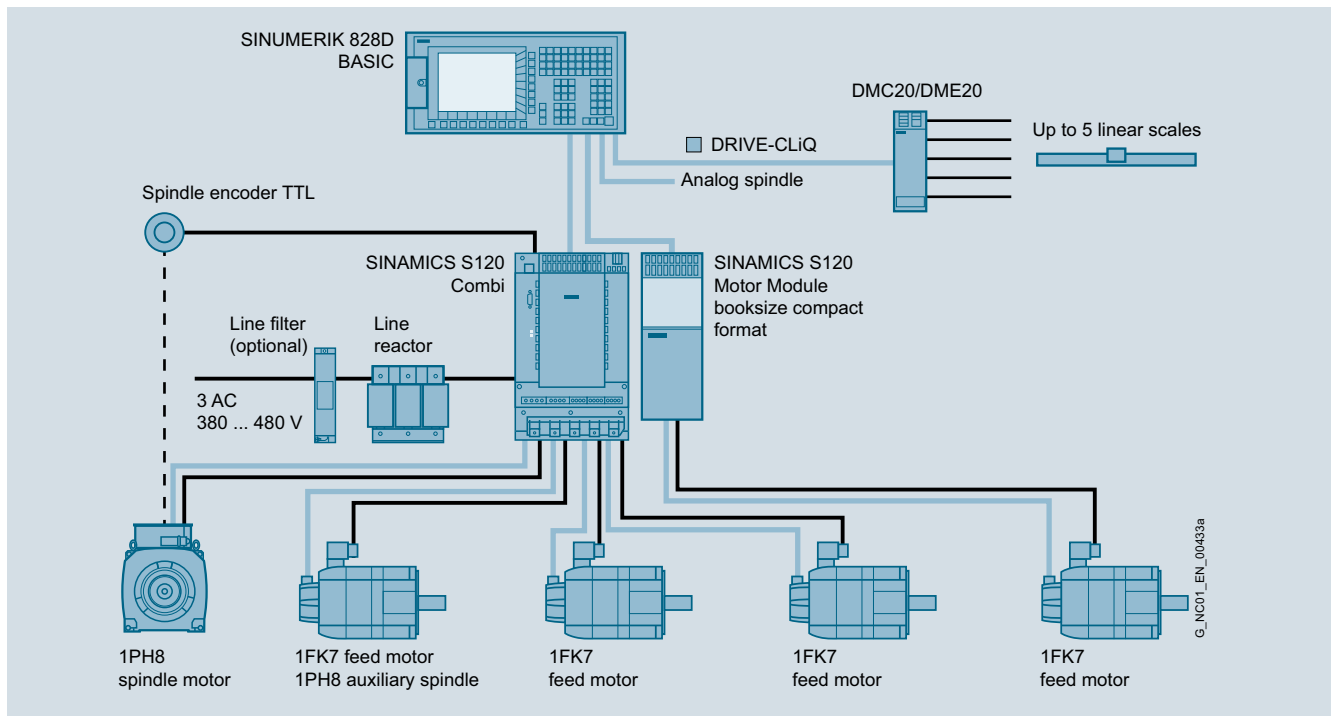 SINUMERIK 828D
BASIC
DMC20/DME20
Up to 5 linear scales
DRIVE-CLiQ
Analog spindle
Spindle encoder TTL
SINAMICS S120
Combi
SINAMICS S120
Motor Module
booksize compact
format
Line filter
(optional)
Line
reactor
3 AC
380 ... 480 V
1PH8
spindle motor
1FK7 feed motor
1PH8 auxiliary spindle
1FK7
feed motor
1FK7
feed motor
1FK7
feed motor
G_NC01_EN_00433a